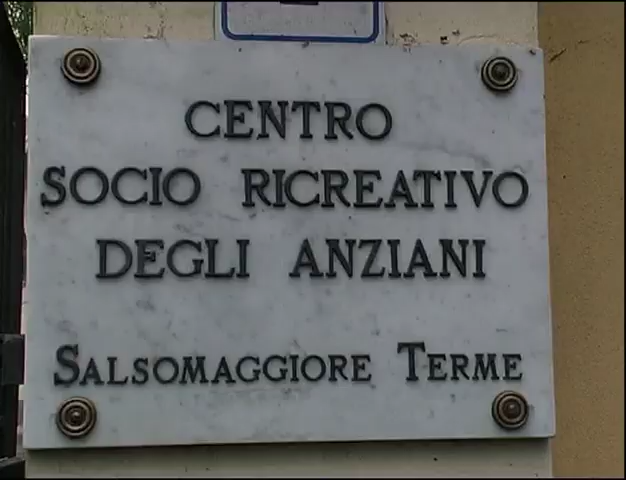 CENTRO
SOCIO RICREATIVO
DEGLI ANZIANI
SALSOMAGGIORE TERME